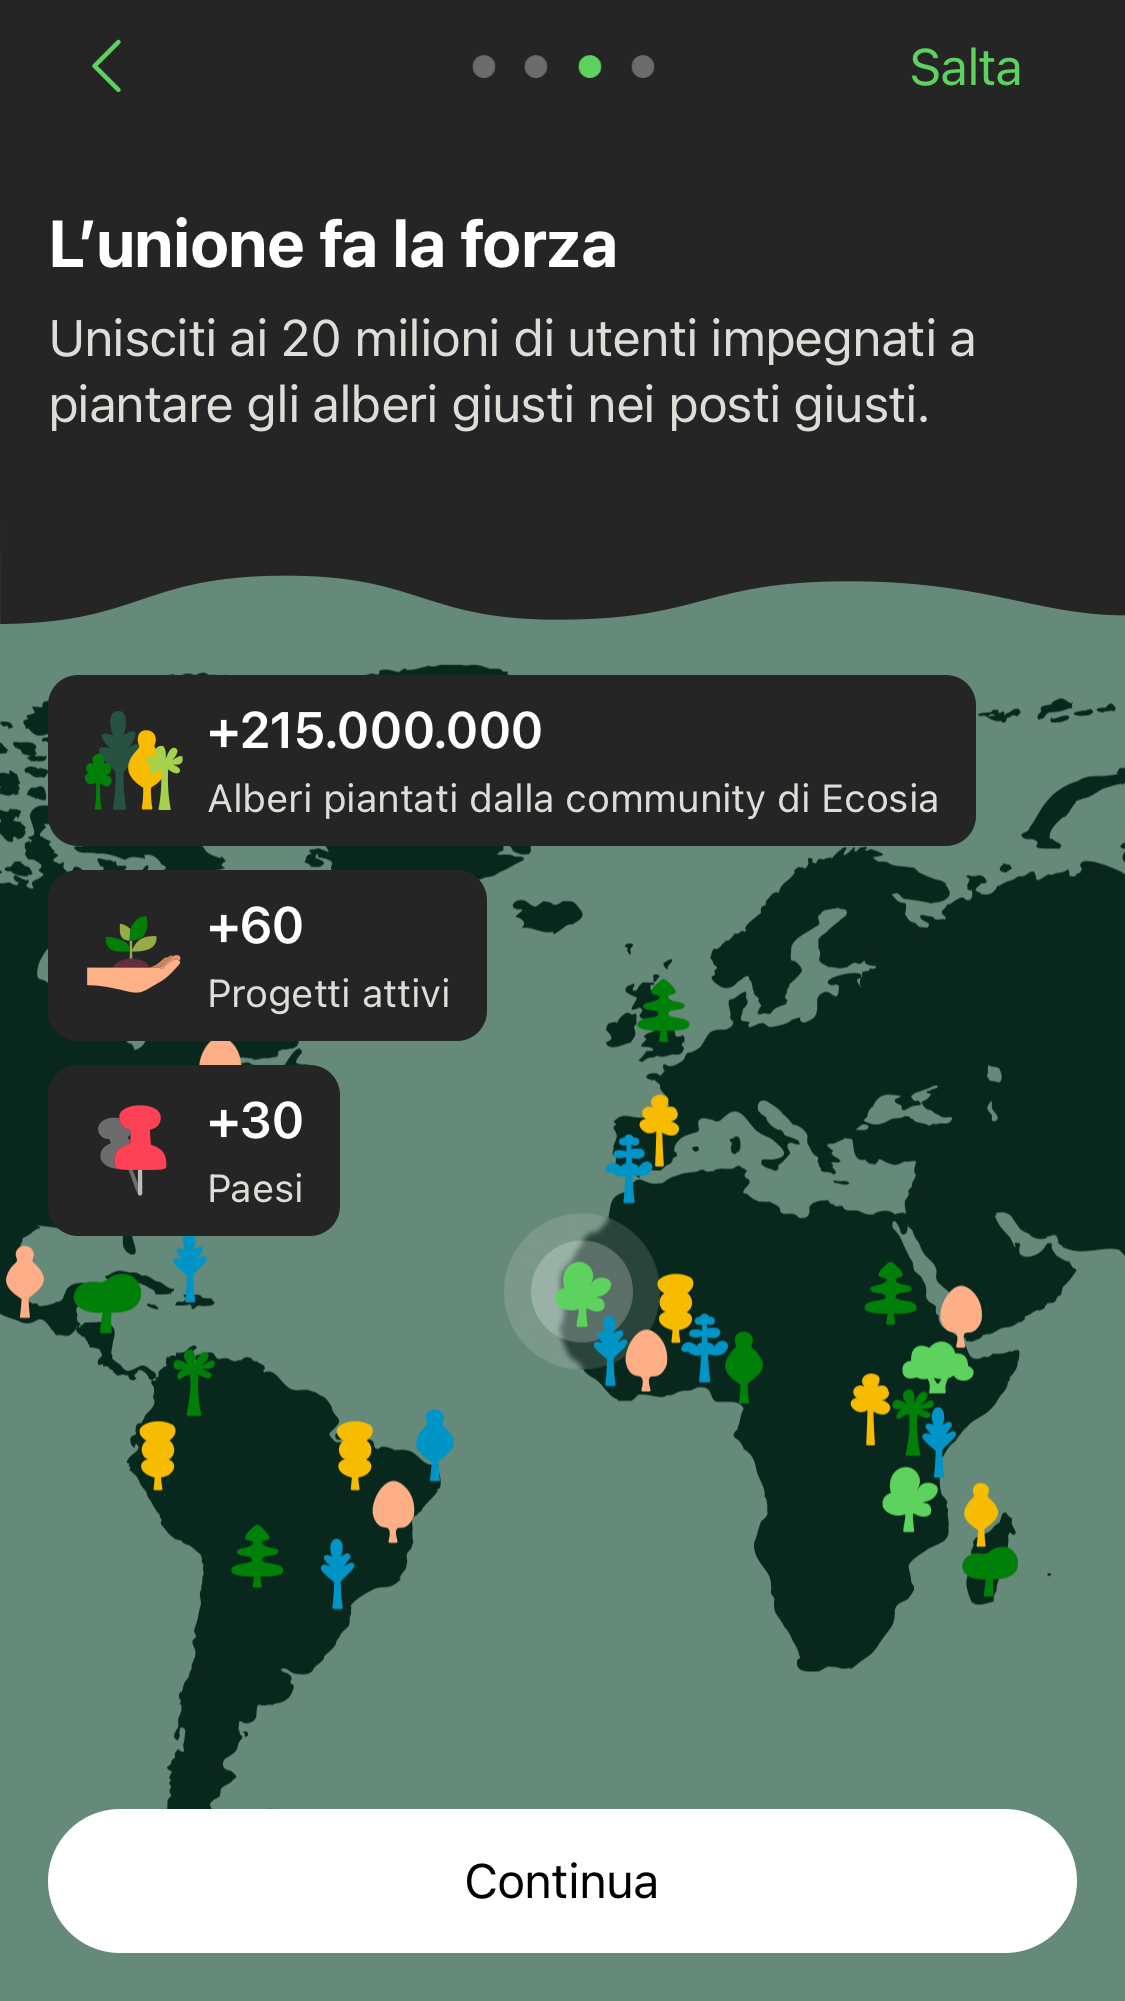 Salta
L’unione fa la forza
Unisciti ai 20 milioni di utenti impegnati a
piantare gli alberi giusti nei posti giusti.
+215.000.000
Alberi piantati dalla community di Ecosia
+60
Progetti attivi
+30
Paesi
Continua